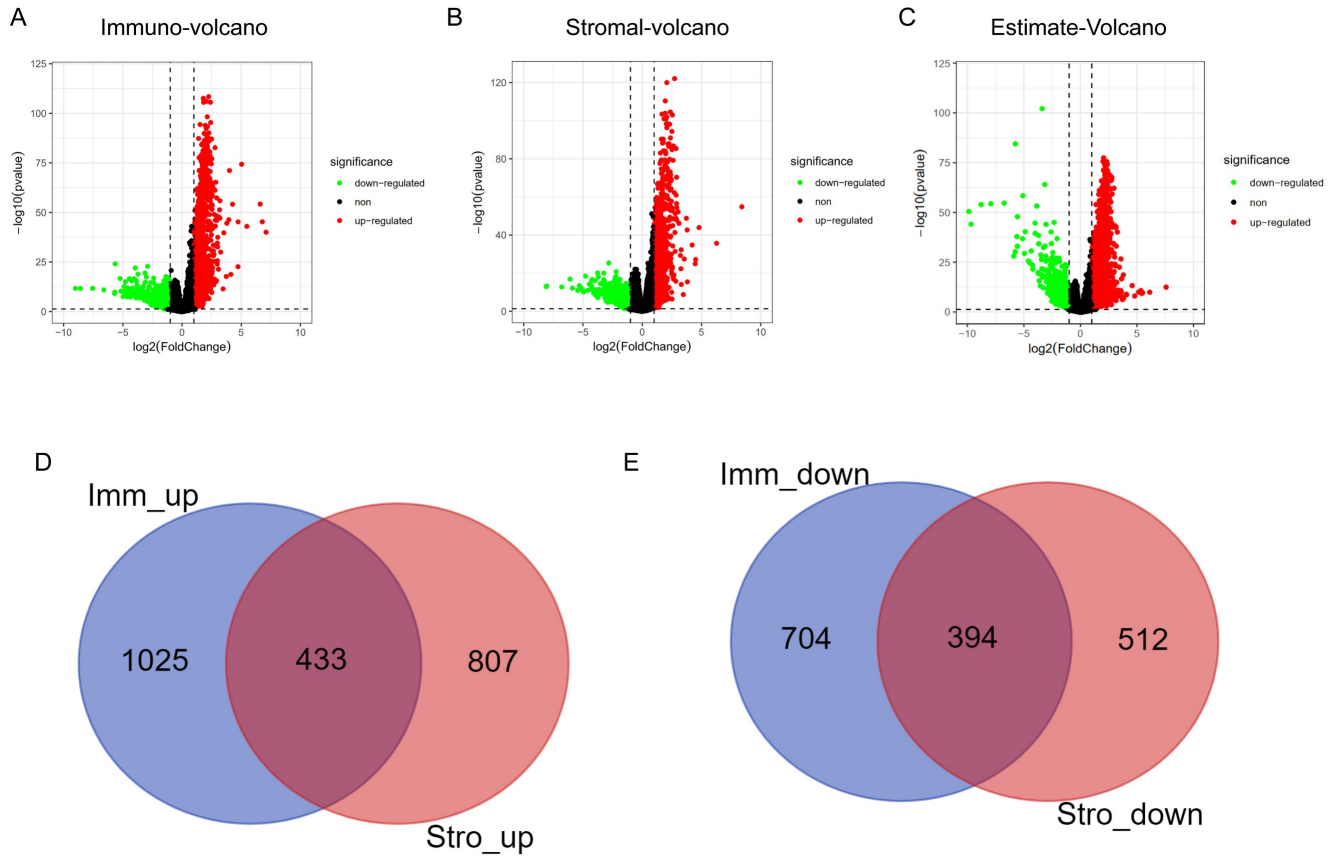 A
Immuno-volcano
−log10(pvalue)
125
100
75
50
25
0
−10
−5
0
5
10
log2(FoldChange)
significance
down−regulated
non
up−regulated
B
Stromal-volcano
−log10(pvalue)
120
80
40
0
−10
−5
0
5
10
log2(FoldChange)
significance
down−regulated
non
up−regulated
C
Estimate-Volcano
−log10(pvalue)
125
100
75
50
25
0
−10
−5
0
5
10
log2(FoldChange)
significance
down−regulated
non
up−regulated
D
Imm_up
1025
433
807
Stro_up
E
Imm_down
704
394
512
Stro_down